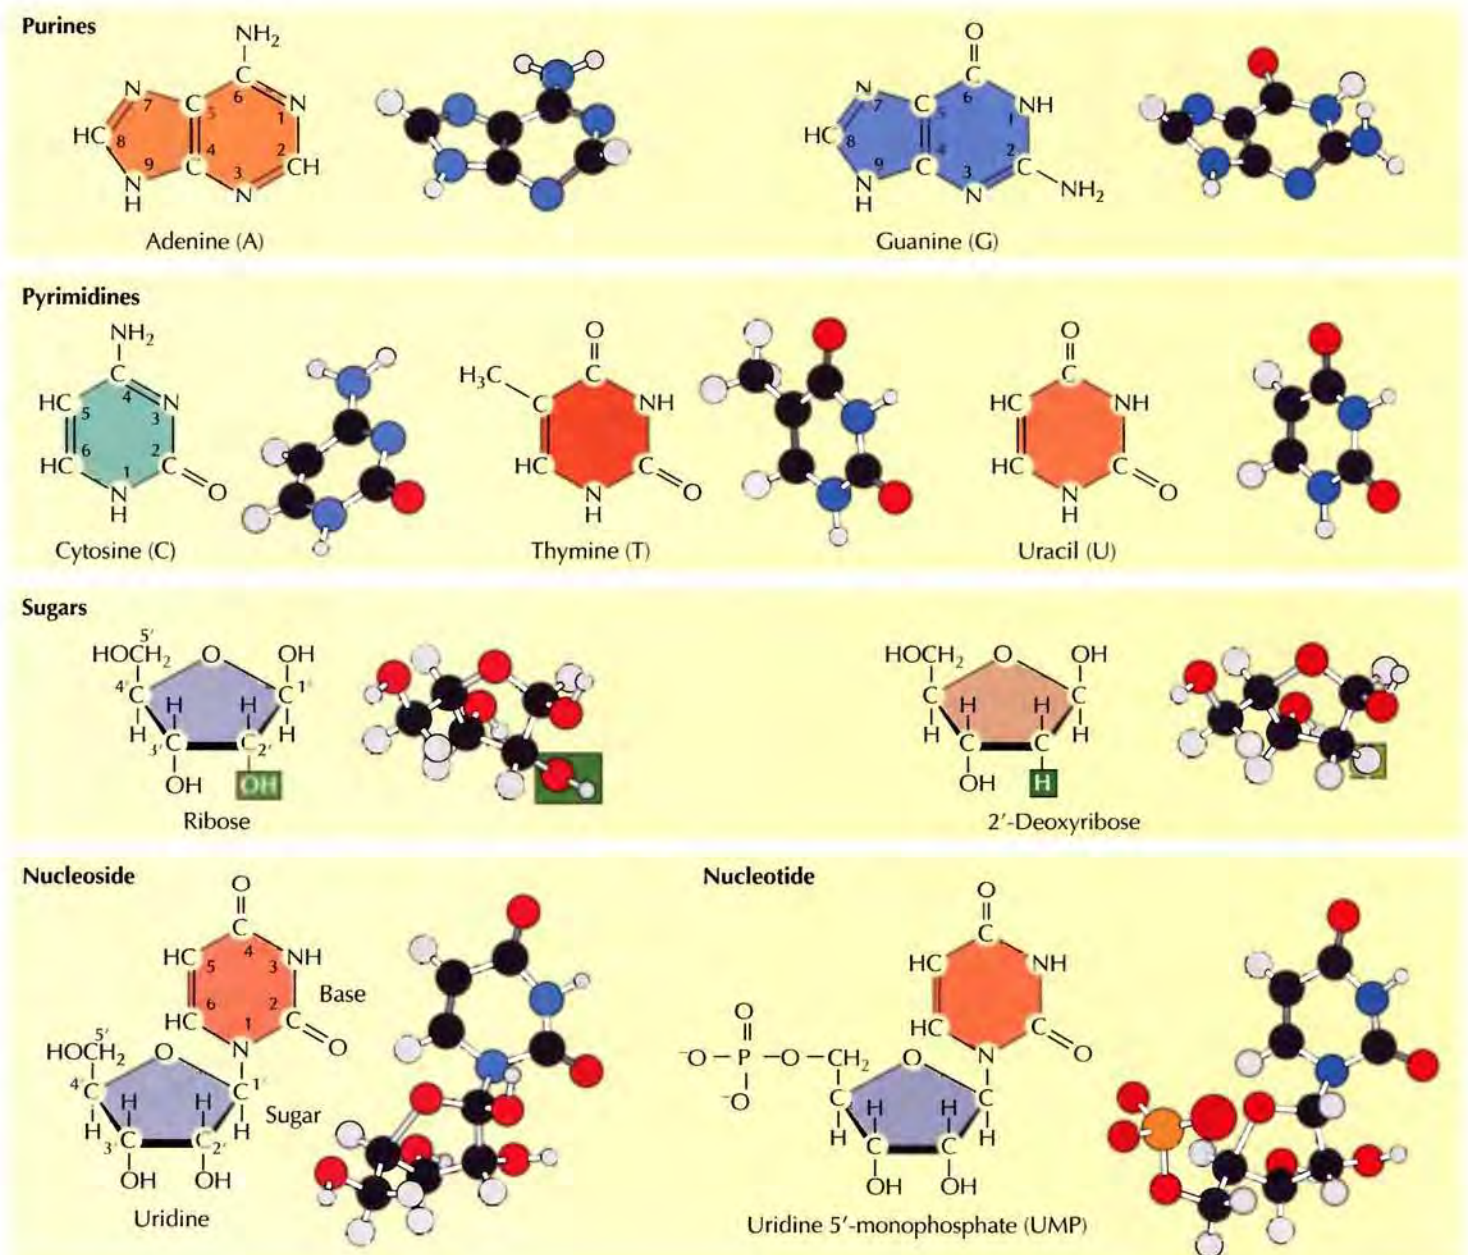 Purines
NH₂
C
6
N
7
C
5
N
1
HC
8
9
4
C
3
2
CH
N
H
N
Adenine (A)
O
C
6
N
7
C
5
1
NH
HC
8
9
4
C
3
2
C
N
H
N
NH₂
Guanine (G)
Pyrimidines
NH₂
C
4
HC
5
N
3
HC
6
1
2
C
N
H
O
Cytosine (C)
O
C
H₃C
C
NH
HC
C
N
H
O
Thymine (T)
O
C
HC
NH
HC
C
N
H
O
Uracil (U)
Sugars
5′
HOCH₂
O
OH
4′
C
H
H
C
1′
H
3′
C
C
2′
H
OH
OH
Ribose
HOCH₂
O
OH
C
H
H
C
H
C
C
H
OH
H
2′-Deoxyribose
Nucleoside
O
C
4
HC
5
3
NH
Base
6
2
HC
1
C
N
O
5′
HOCH₂
O
4′
C
H
H
C
1′
Sugar
H
3′
C
C
2′
H
OH
OH
Uridine
Nucleotide
O
C
HC
NH
O
HC
C
N
O
⁻O
P
O
CH₂
O
⁻O
C
H
H
C
H
C
C
H
OH
OH
Uridine 5′-monophosphate (UMP)